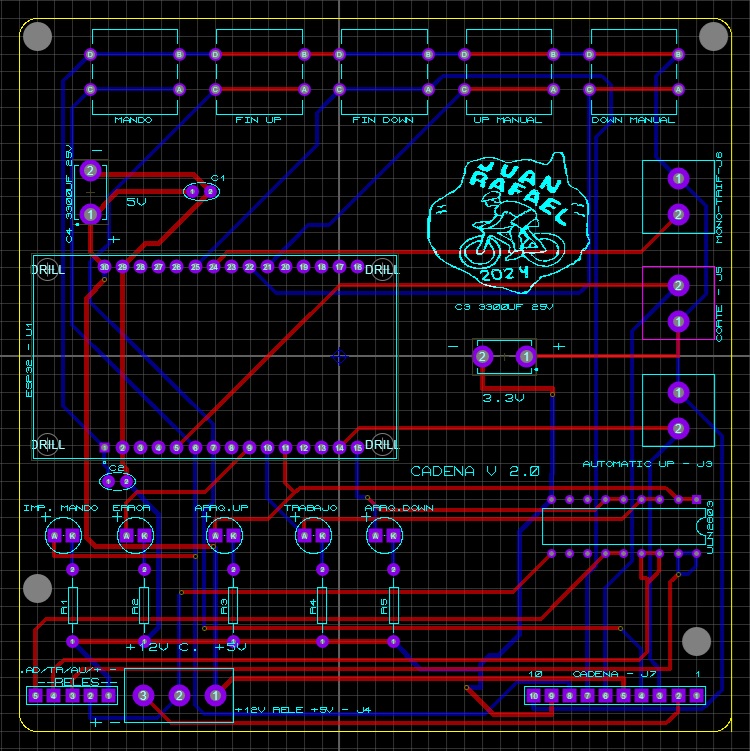 D D D D D
C A C A C A C A C A
MANDO FIN UP FIN DOWN UP MANUAL DOWN MANUAL
C4 3300UF 25V
-
2
1
+
C1
1 2
5V
JUAN
RAFAEL
2024
1
2
MONO-TRIF-J6
C3 3300UF 25V
2
1
CORTE - J5
DRILL 30 29 28 27 26 25 24 23 22 21 20 19 18 17 16 DRILL
ESP32 - U1
- 2 1 +
3.3V
1
2
DRILL 1 2 3 4 5 6 7 8 9 10 11 12 13 14 15 DRILL
AUTOMATIC UP - J3
C2
1 2
CADENA V 2.0
IMP. MANDO ERROR ARRQ.UP TRABAJO ARRQ.DOWN
+ + + + +
A K A K A K A K A K
ULN2803
2 2 2 2 2
R1 R2 R3 R4 R5
1 1 1 1 1
+12V C. +5V
.AD/TR/AU/+ -
--RELES--
5 4 3 2 1
+ -
3 2 1
+12V RELE +5V - J4
10 CADENA - J7 1
10 9 8 7 6 5 4 3 2 1